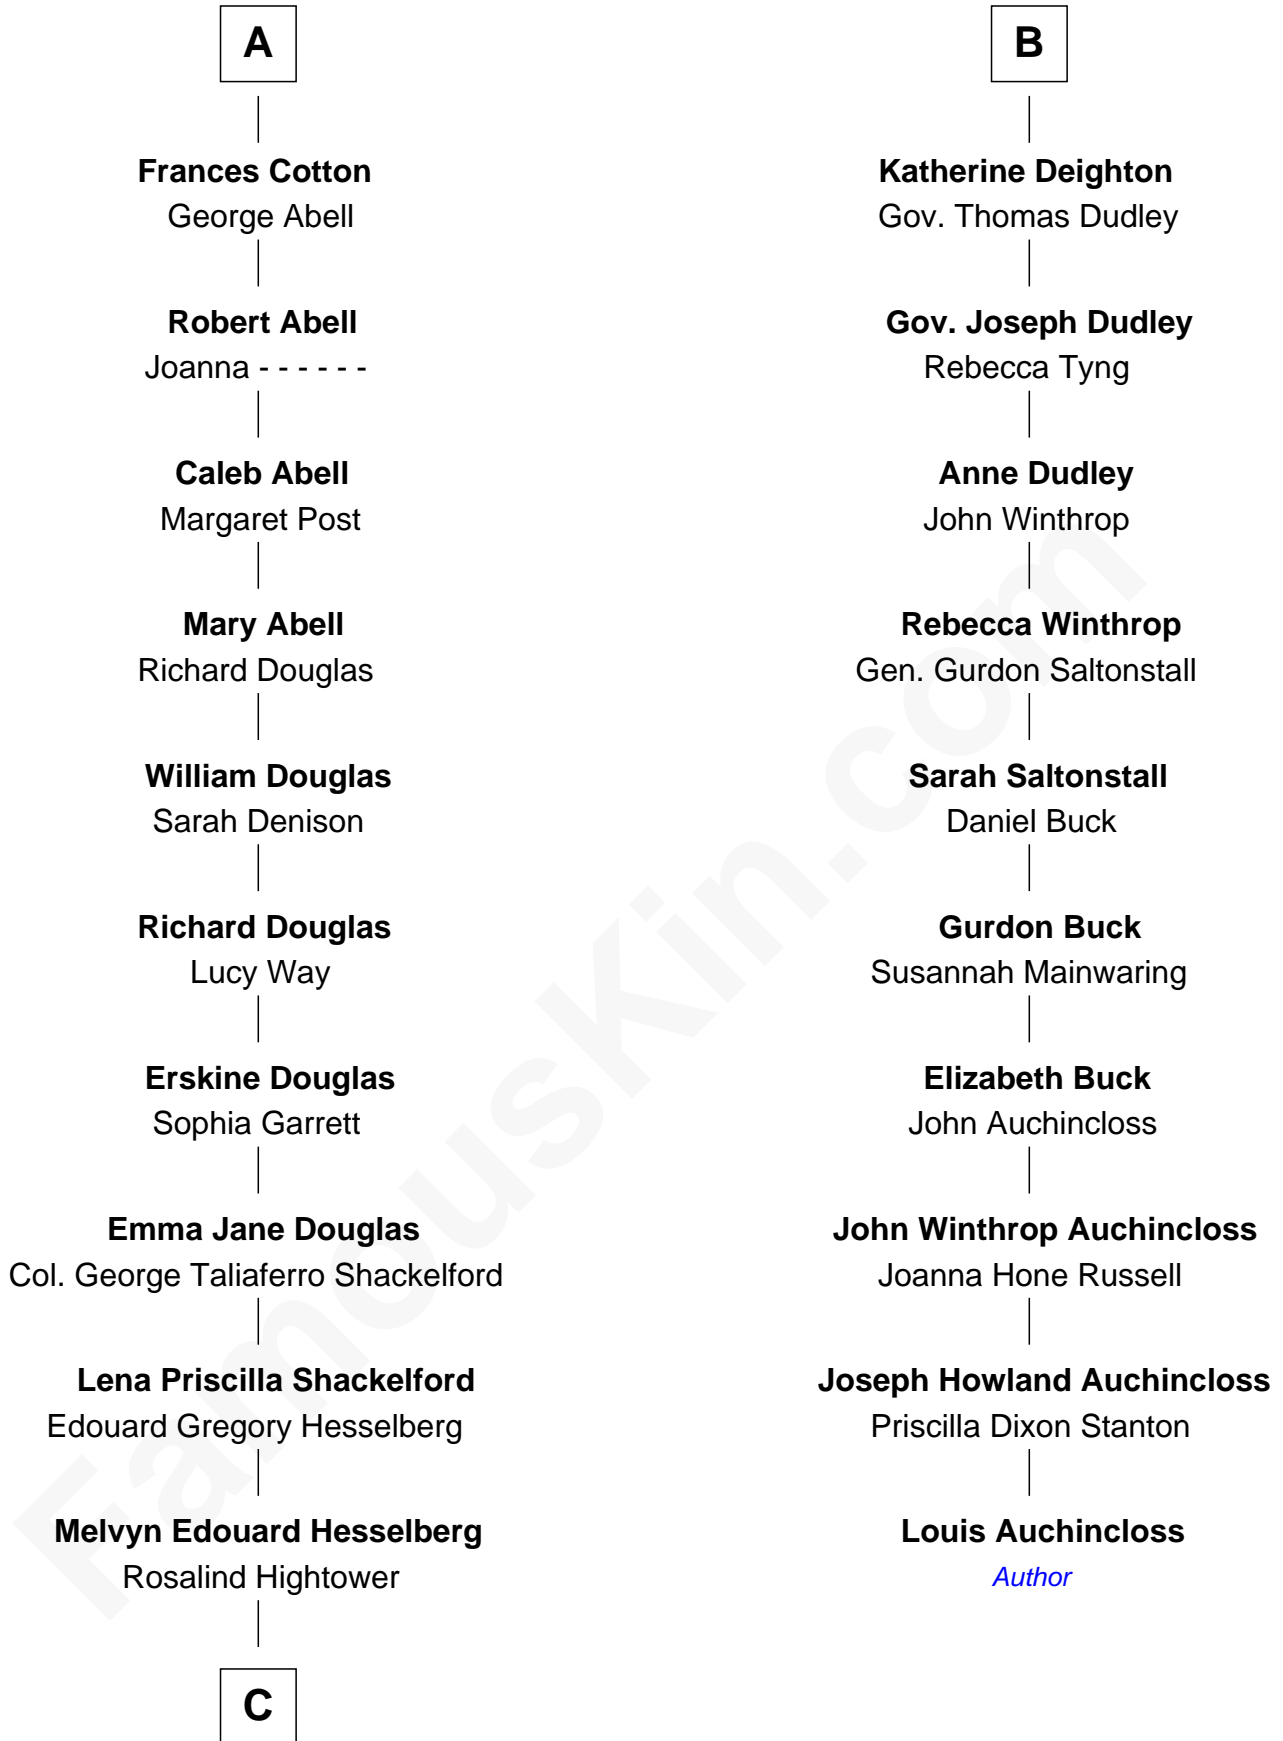 A
Frances Cotton
George Abell
Robert Abell
Joanna - - - - - -
Caleb Abell
Margaret Post
Mary Abell
Richard Douglas
William Douglas
Sarah Denison
Richard Douglas
Lucy Way
Erskine Douglas
Sophia Garrett
Emma Jane Douglas
Col. George Taliaferro Shackelford
Lena Priscilla Shackelford
Edouard Gregory Hesselberg
Melvyn Edouard Hesselberg
Rosalind Hightower
C
B
Katherine Deighton
Gov. Thomas Dudley
Gov. Joseph Dudley
Rebecca Tyng
Anne Dudley
John Winthrop
Rebecca Winthrop
Gen. Gurdon Saltonstall
Sarah Saltonstall
Daniel Buck
Gurdon Buck
Susannah Mainwaring
Elizabeth Buck
John Auchincloss
John Winthrop Auchincloss
Joanna Hone Russell
Joseph Howland Auchincloss
Priscilla Dixon Stanton
Louis Auchincloss
Author
FamousKin.com